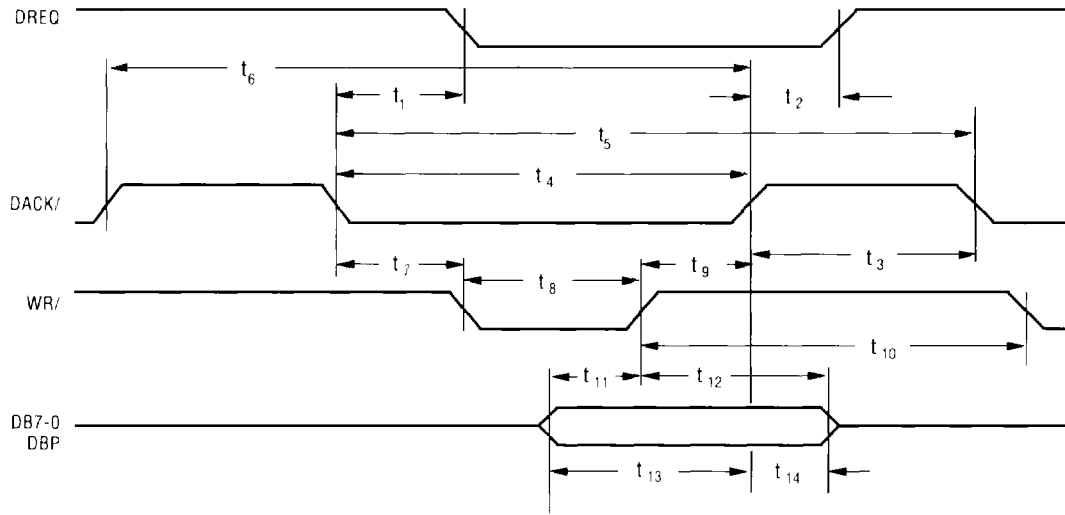 DREQ
t6
t1
t2
t5
t4
DACK/
t7
t8
t9
t3
WR/
t10
t11
t12
DB7-0
DBP
t13
t14